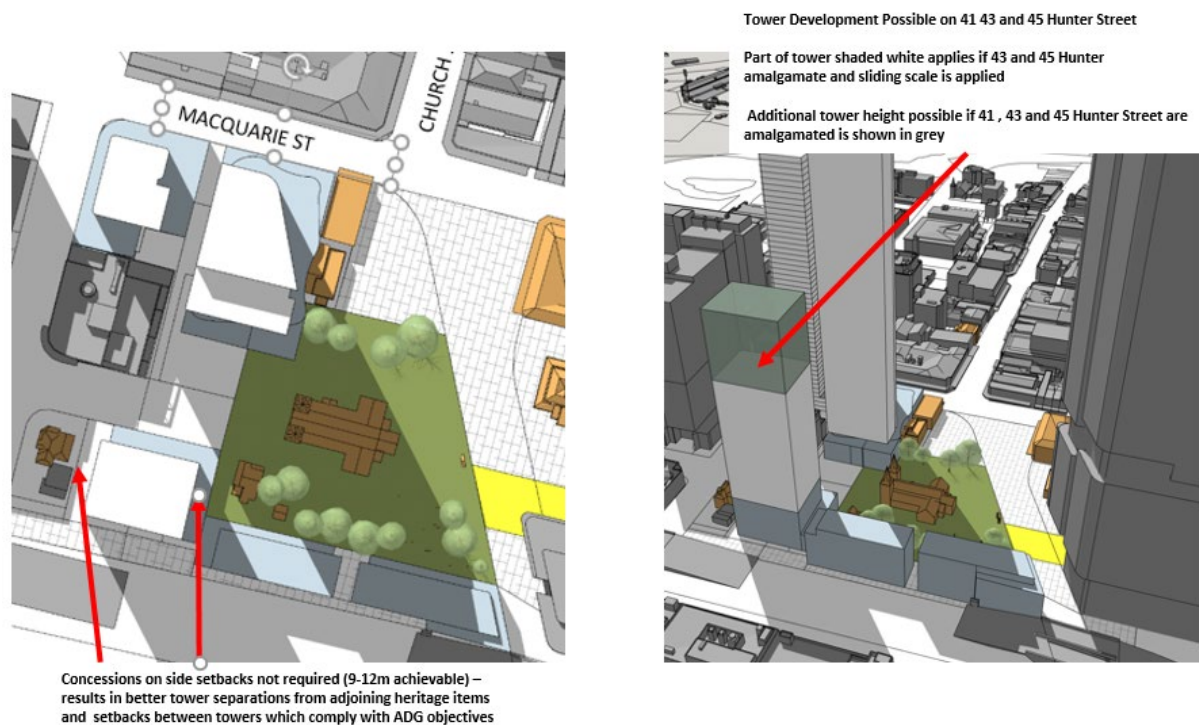 Tower Development Possible on 41 43 and 45 Hunter Street
Part of tower shaded white applies if 43 and 45 Hunter
amalgamate and sliding scale is applied
Additional tower height possible if 41 , 43 and 45 Hunter Street are
amalgamated is shown in grey
MACQUARIE ST
CHURCH
Concessions on side setbacks not required (9-12m achievable) –
results in better tower separations from adjoining heritage items
and setbacks between towers which comply with ADG objectives